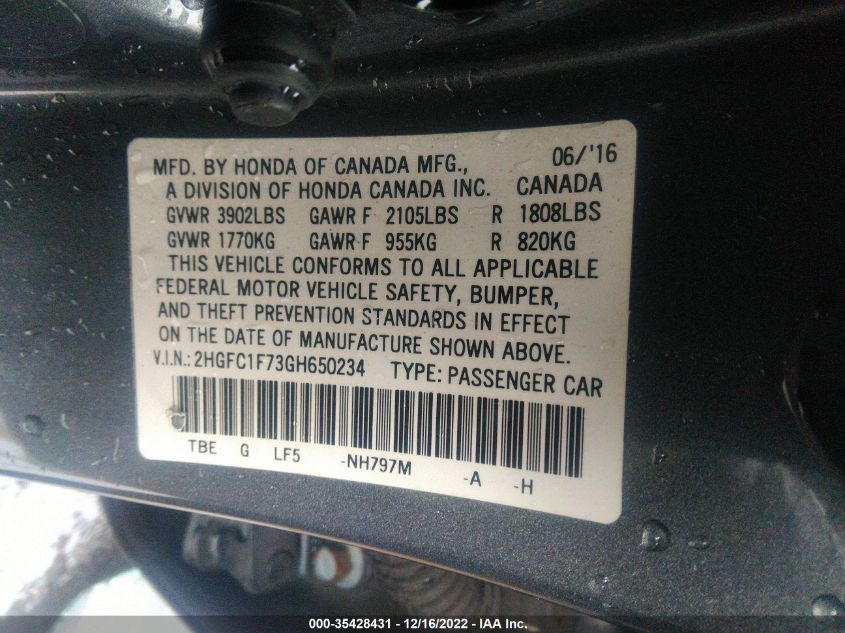 MFD. BY HONDA OF CANADA MFG., 06/'16
A DIVISION OF HONDA CANADA INC. CANADA
GVWR 3902LBS GAWR F 2105LBS R 1808LBS
GVWR 1770KG GAWR F 955KG R 820KG
THIS VEHICLE CONFORMS TO ALL APPLICABLE
FEDERAL MOTOR VEHICLE SAFETY, BUMPER,
AND THEFT PREVENTION STANDARDS IN EFFECT
ON THE DATE OF MANUFACTURE SHOWN ABOVE.
V.I.N.: 2HGFC1F73GH650234 TYPE: PASSENGER CAR
TBE G LF5 -NH797M -A -H
000-35428431 - 12/16/2022 - IAA Inc.